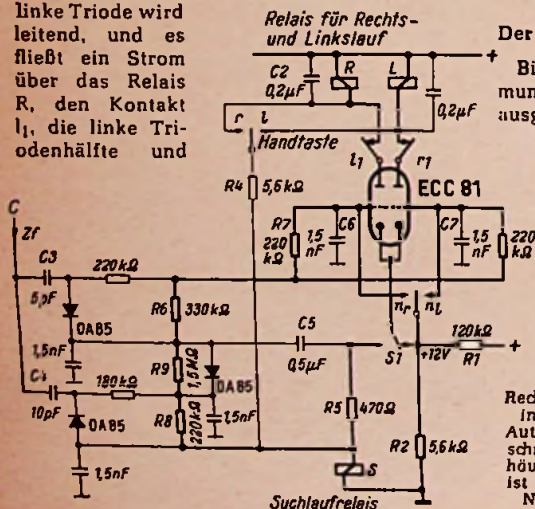 linke Triode wird
leitend, und es
fließt ein Strom
über das Relais
R, den Kontakt
l₁, die linke Tri-
odenhälfte und
Relais für Rechts-
und Linkslauf
+
Der
Bi
mun
ausg
C2
0,2µF
R
L
0,2µF
r
l
Handtaste
l1
r1
R4
5,6kΩ
ECC 81
C
Zf
R7
220
kΩ
C6
1,5
nF
C7
1,5
nF
220
kΩ
C3
5pF
220kΩ
R6
330kΩ
nr
nl
OA85
C5
0,5µF
120kΩ
S1
+12V
R1
+
1,5nF
R9
1,5MΩ
C4
10pF
180kΩ
OA85
OA85
R8
220kΩ
1,5nF
R5
470Ω
R2
5,6kΩ
1,5nF
S
Suchlaufrelais
Rech
in
Aut
sch
häu
ist
N